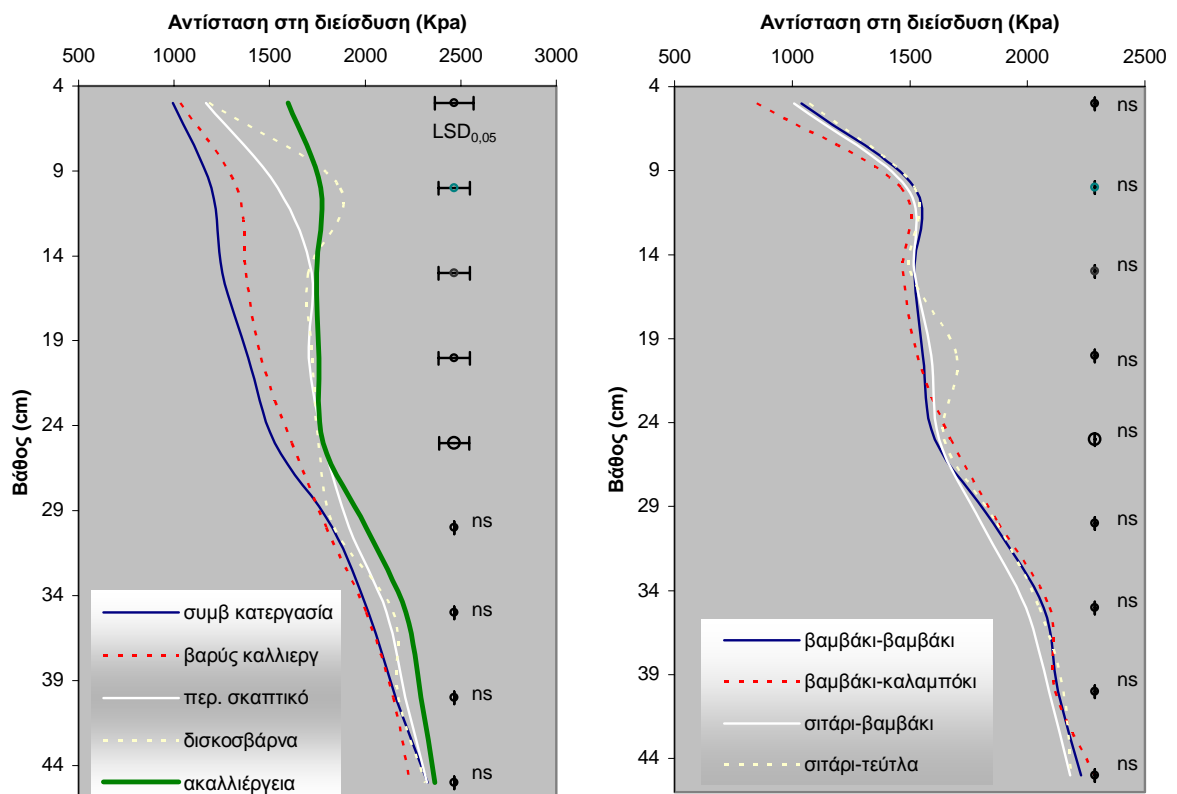 Αντίσταση στη διείσδυση (Kpa)
500 1000 1500 2000 2500 3000
4
9
14
19
24
29
34
39
44
Βάθος (cm)
LSD0,05
ns
ns
ns
ns
συμβ κατεργασία
βαρύς καλλιεργ
περ. σκαπτικό
δισκοσβάρνα
ακαλλιέργεια
Αντίσταση στη διείσδυση (Kpa)
500 1000 1500 2000 2500
4
9
14
19
24
29
34
39
44
Βάθος (cm)
ns
ns
ns
ns
ns
ns
ns
ns
ns
βαμβάκι-βαμβάκι
βαμβάκι-καλαμπόκι
σιτάρι-βαμβάκι
σιτάρι-τεύτλα